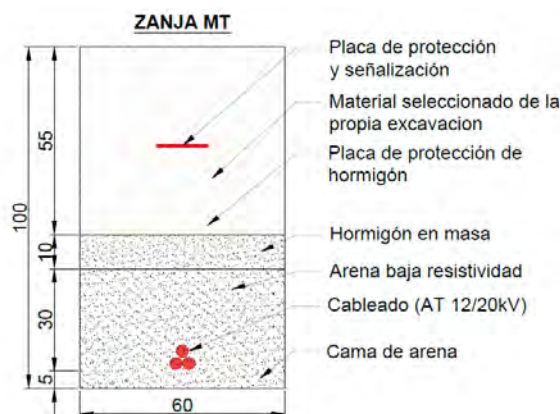 ZANJA MT
Placa de protección
y señalización
Material seleccionado de la
propia excavacion
Placa de protección de
hormigón
Hormigón en masa
Arena baja resistividad
Cableado (AT 12/20kV)
Cama de arena
100
55
10
30
5
60